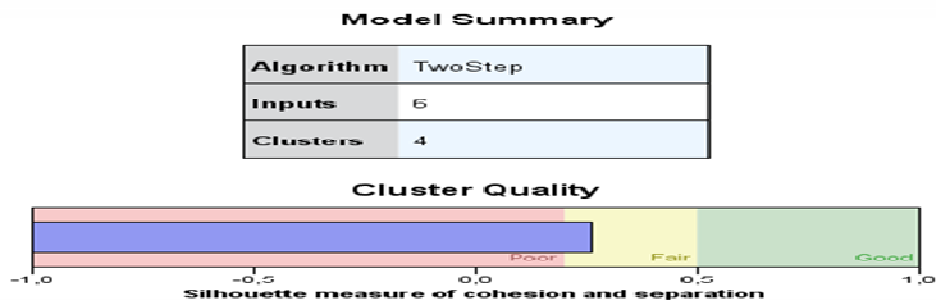 Model Summary
Algorithm TwoStep
Inputs 6
Clusters 4
Cluster Quality
Poor Fair Good
-1,0 -0,5 0,0 0,5 1,0
Silhouette measure of cohesion and separation